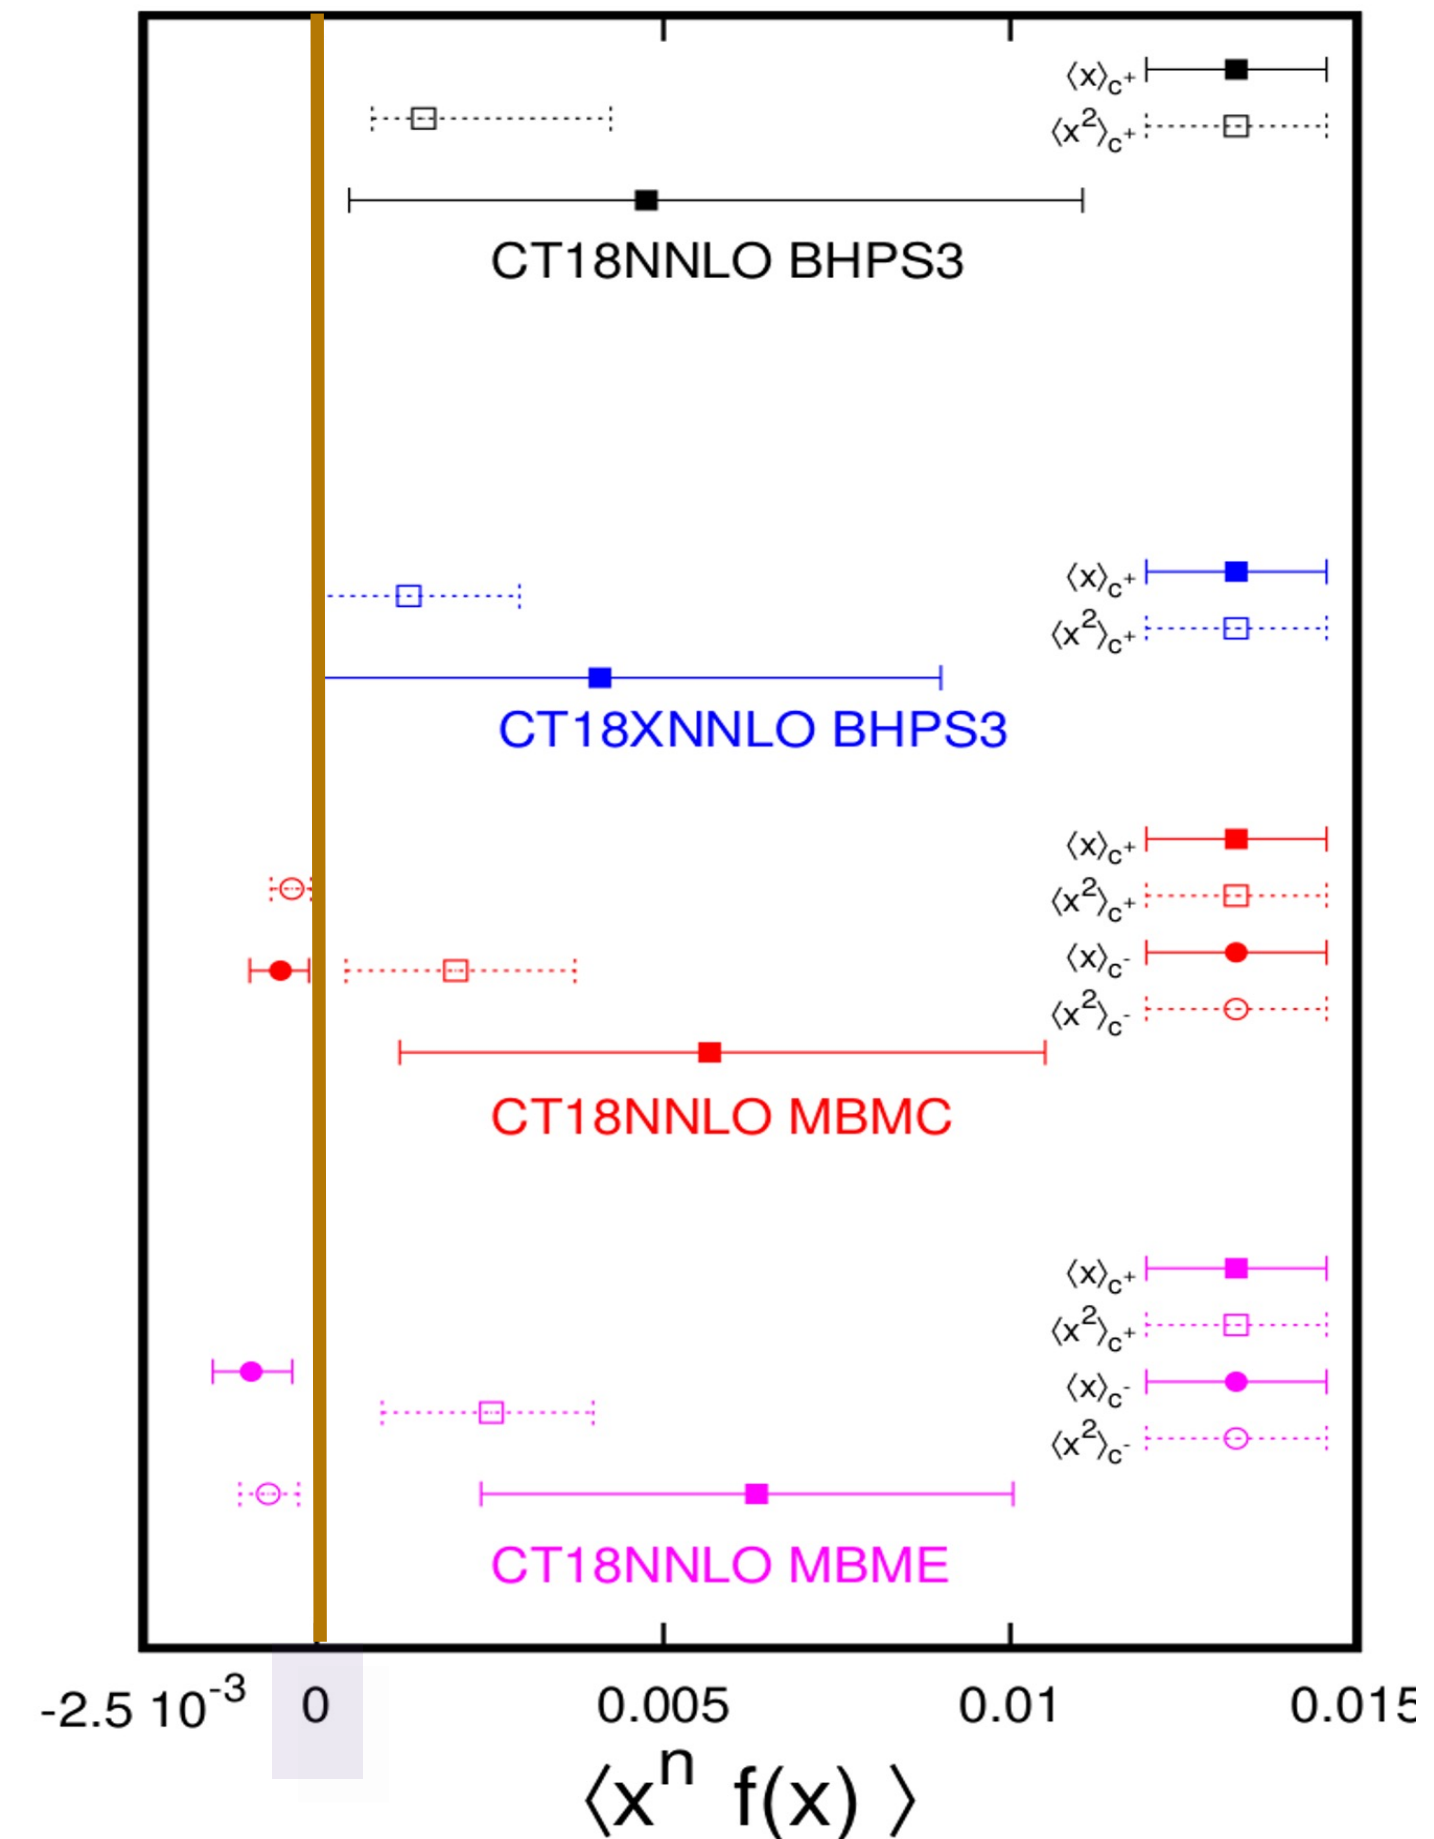 ⟨x⟩c⁺
⟨x²⟩c⁺
CT18NNLO BHPS3
⟨x⟩c⁺
⟨x²⟩c⁺
CT18XNNLO BHPS3
⟨x⟩c⁺
⟨x²⟩c⁺
⟨x⟩c⁻
⟨x²⟩c⁻
CT18NNLO MBMC
⟨x⟩c⁺
⟨x²⟩c⁺
⟨x⟩c⁻
⟨x²⟩c⁻
CT18NNLO MBME
-2.5 10⁻³ 0 0.005 0.01 0.015
⟨xⁿ f(x) ⟩